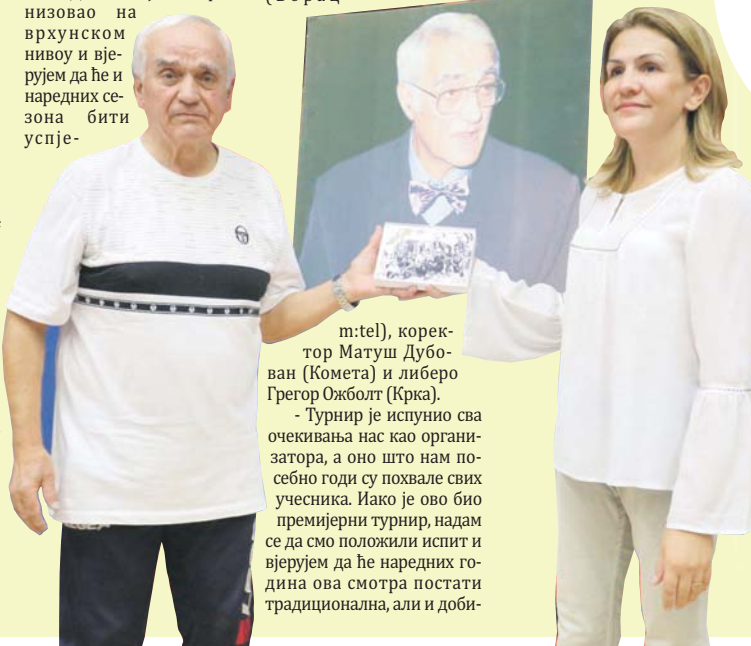 низовао на
врхунском
нивоу и вје-
рујем да ће и
наредних се-
зона бити
успје-
m:tel), корек-
тор Матуш Дубо-
ван (Комета) и либеро
Грегор Ожболт (Крка).
- Турнир је испунио сва
очекивања нас као органи-
затора, а оно што нам по-
себно годи су похвале свих
учесника. Иако је ово био
премијерни турнир, надам
се да смо положили испит и
вјерујем да ће наредних го-
дина ова смотра постати
традиционална, али и доби-